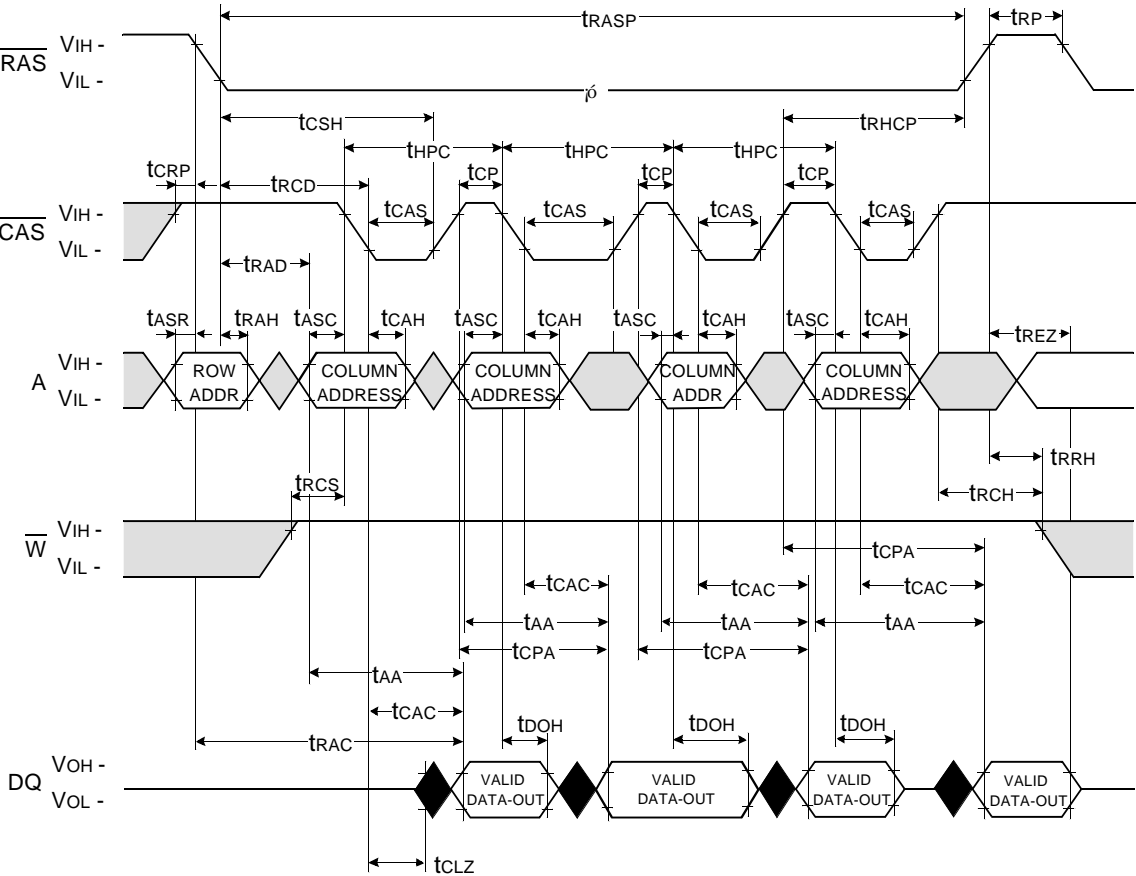 tRASP tRP
RAS VIH -
VIL -
¡ó
tCSH tRHCP
tHPC tHPC tHPC
tCRP tRCD tCP tCP tCP
CAS VIH - tCAS tCAS tCAS tCAS
VIL -
tRAD
tASR tRAH tASC tCAH tASC tCAH tASC tCAH tASC tCAH tREZ
A VIH - ROW COLUMN COLUMN COLUMN COLUMN
VIL - ADDR ADDRESS ADDRESS ADDR ADDRESS
tRRH
tRCS tRCH
W VIH -
VIL -
tCPA
tCAC tCAC tCAC
tAA tAA tAA
tCPA tCPA
tAA
tCAC tDOH tDOH tDOH
tRAC
DQ VOH - VALID VALID VALID VALID
VOL - DATA-OUT DATA-OUT DATA-OUT DATA-OUT
tCLZ